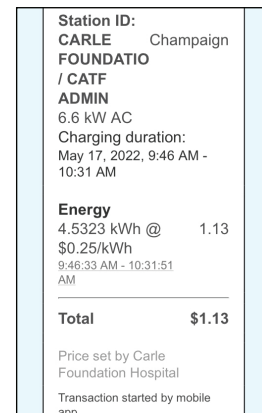 Station ID:
CARLE Champaign
FOUNDATIO
/ CATF
ADMIN
6.6 kW AC
Charging duration:
May 17, 2022, 9:46 AM -
10:31 AM
Energy
4.5323 kWh @ 1.13
$0.25/kWh
9:46:33 AM - 10:31:51
AM
Total $1.13
Price set by Carle
Foundation Hospital
Transaction started by mobile
app